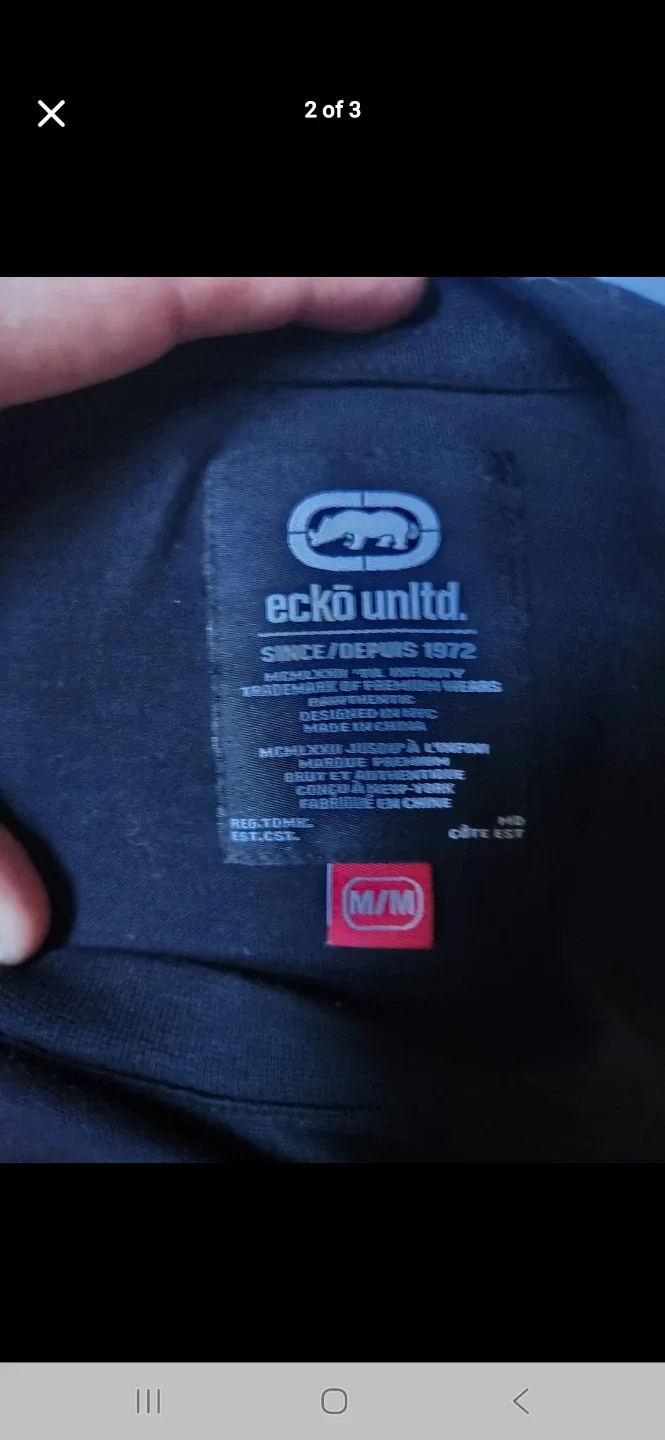 2 of 3
eckō unltd.
SINCE/DEPUIS 1972
MCMLXXII 'TIL INFINITY
TRADEMARK OF PREMIUM WEARS
RAWTHENTIC
DESIGNED IN NYC
MADE IN CHINA
MCMLXXII JUSQU'À L'INFINI
MARQUE PREMIUM
BRUT ET AUTHENTIQUE
CONÇU À NEW-YORK
FABRIQUÉ EN CHINE
REG.TDMK. MD
EST.CST. CÔTE EST
M/M